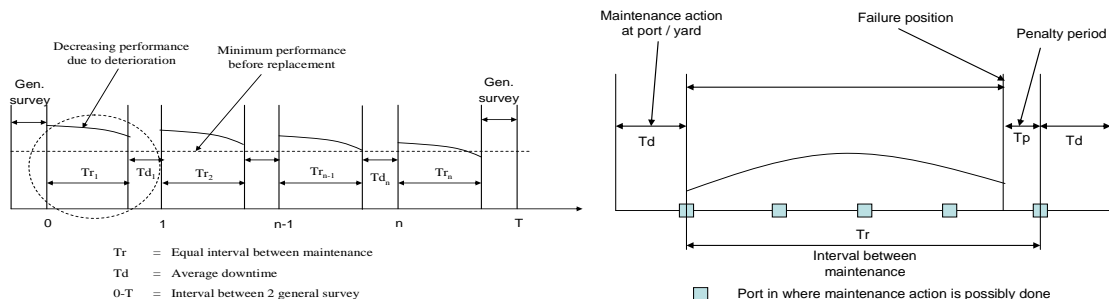 Decreasing performance
due to deterioration
Minimum performance
before replacement
Gen.
survey
Gen.
survey
Tr1
Td1
Tr2
Trn-1
Tdn
Trn
0
1
n-1
n
T
Tr = Equal interval between maintenance
Td = Average downtime
0-T = Interval between 2 general survey
Maintenance action
at port / yard
Failure position
Penalty period
Td
Tp
Td
Tr
Interval between
maintenance
Port in where maintenance action is possibly done